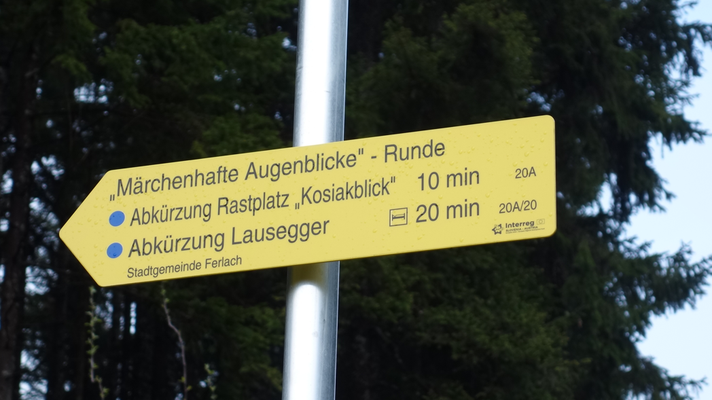 „Märchenhafte Augenblicke" - Runde
Abkürzung Rastplatz „Kosiakblick" 10 min 20A
Abkürzung Lausegger 20 min 20A/20
Stadtgemeinde Ferlach
Interreg